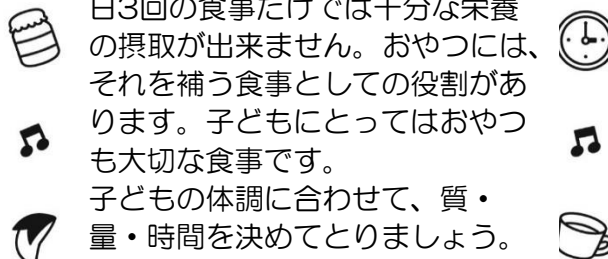 日3回の食事だけでは十分な栄養
の摂取が出来ません。おやつには、
それを補う食事としての役割があ
ります。子どもにとってはおやつ
も大切な食事です。
子どもの体調に合わせて、質・
量・時間を決めてとりましょう。